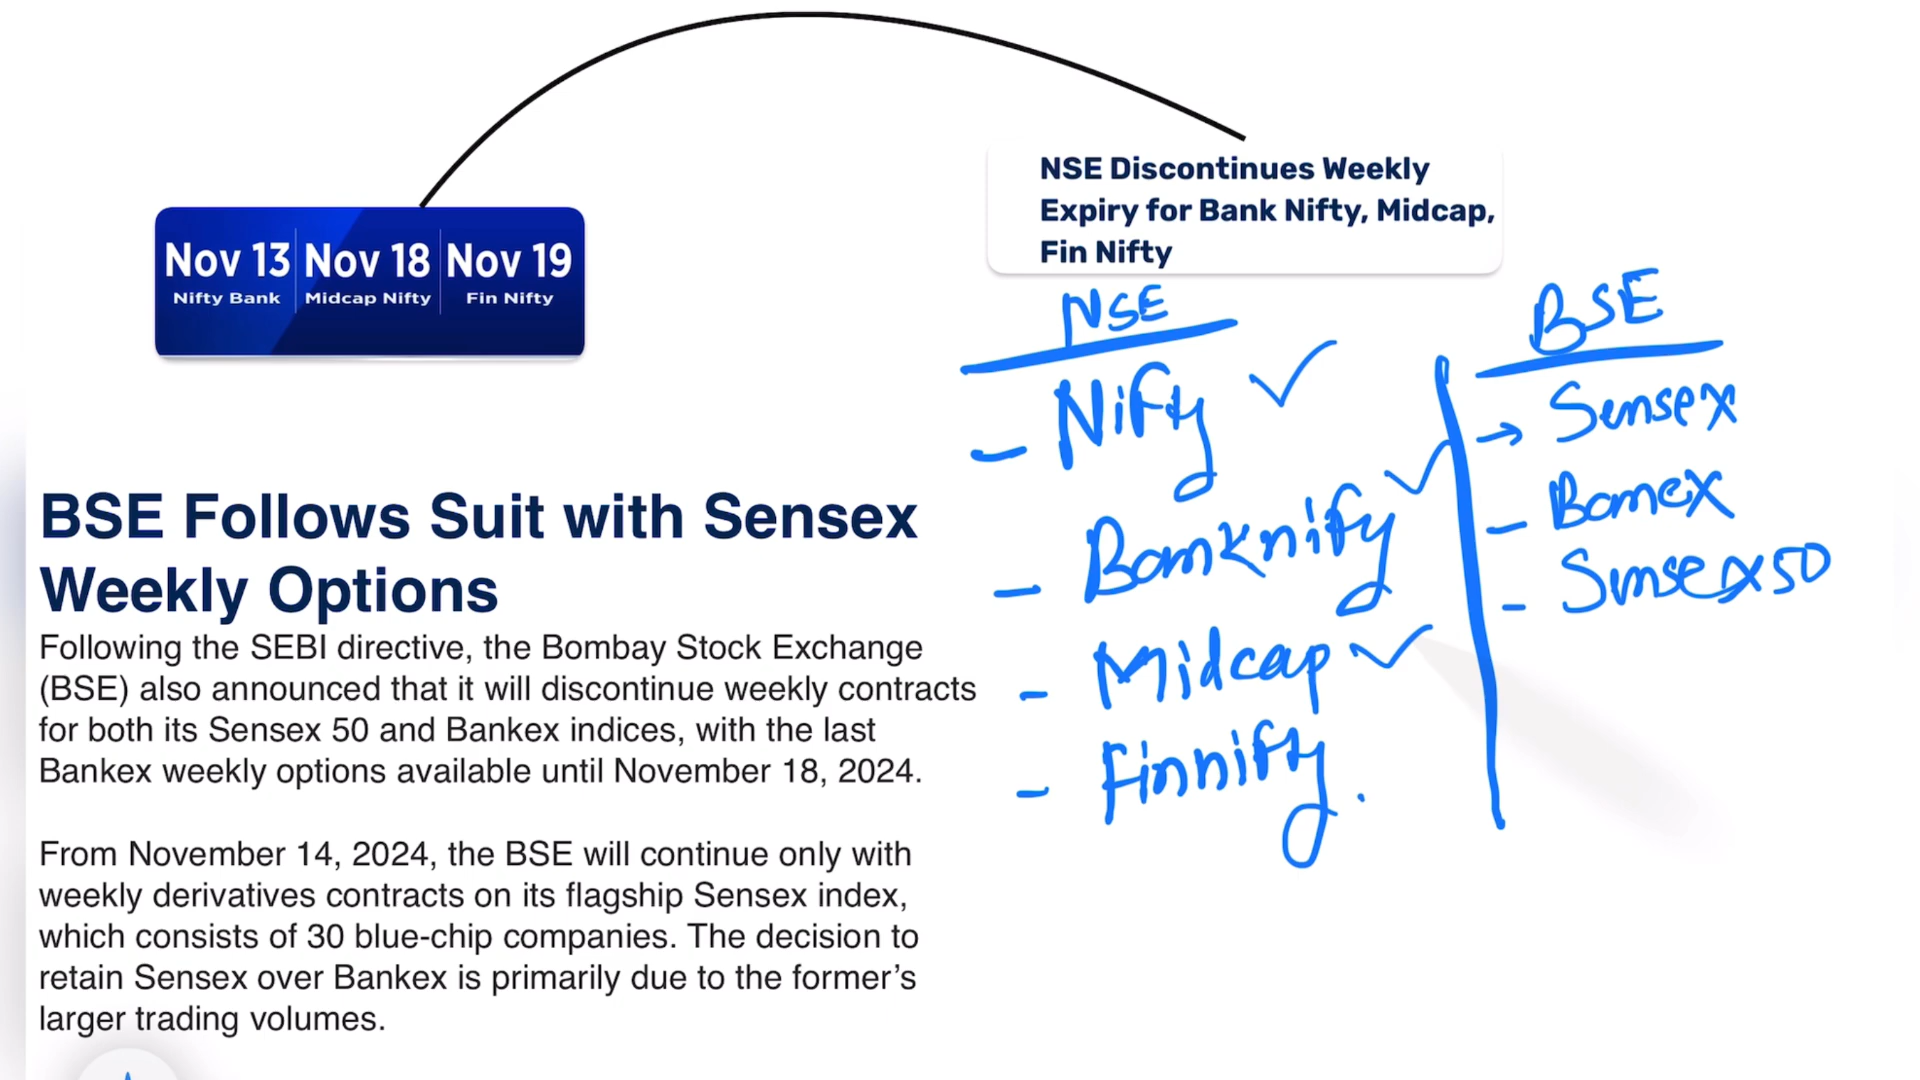 NSE Discontinues Weekly
Expiry for Bank Nifty, Midcap,
Fin Nifty
Nov 13 Nov 18 Nov 19
Nifty Bank Midcap Nifty Fin Nifty
BSE Follows Suit with Sensex
Weekly Options
Following the SEBI directive, the Bombay Stock Exchange
(BSE) also announced that it will discontinue weekly contracts
for both its Sensex 50 and Bankex indices, with the last
Bankex weekly options available until November 18, 2024.
From November 14, 2024, the BSE will continue only with
weekly derivatives contracts on its flagship Sensex index,
which consists of 30 blue-chip companies. The decision to
retain Sensex over Bankex is primarily due to the former’s
larger trading volumes.
NSE
- Nifty ✓
- Banknifty ✓
- Midcap ✓
- Finnifty.
BSE
→ Sensex
- Banex
- Sensex50